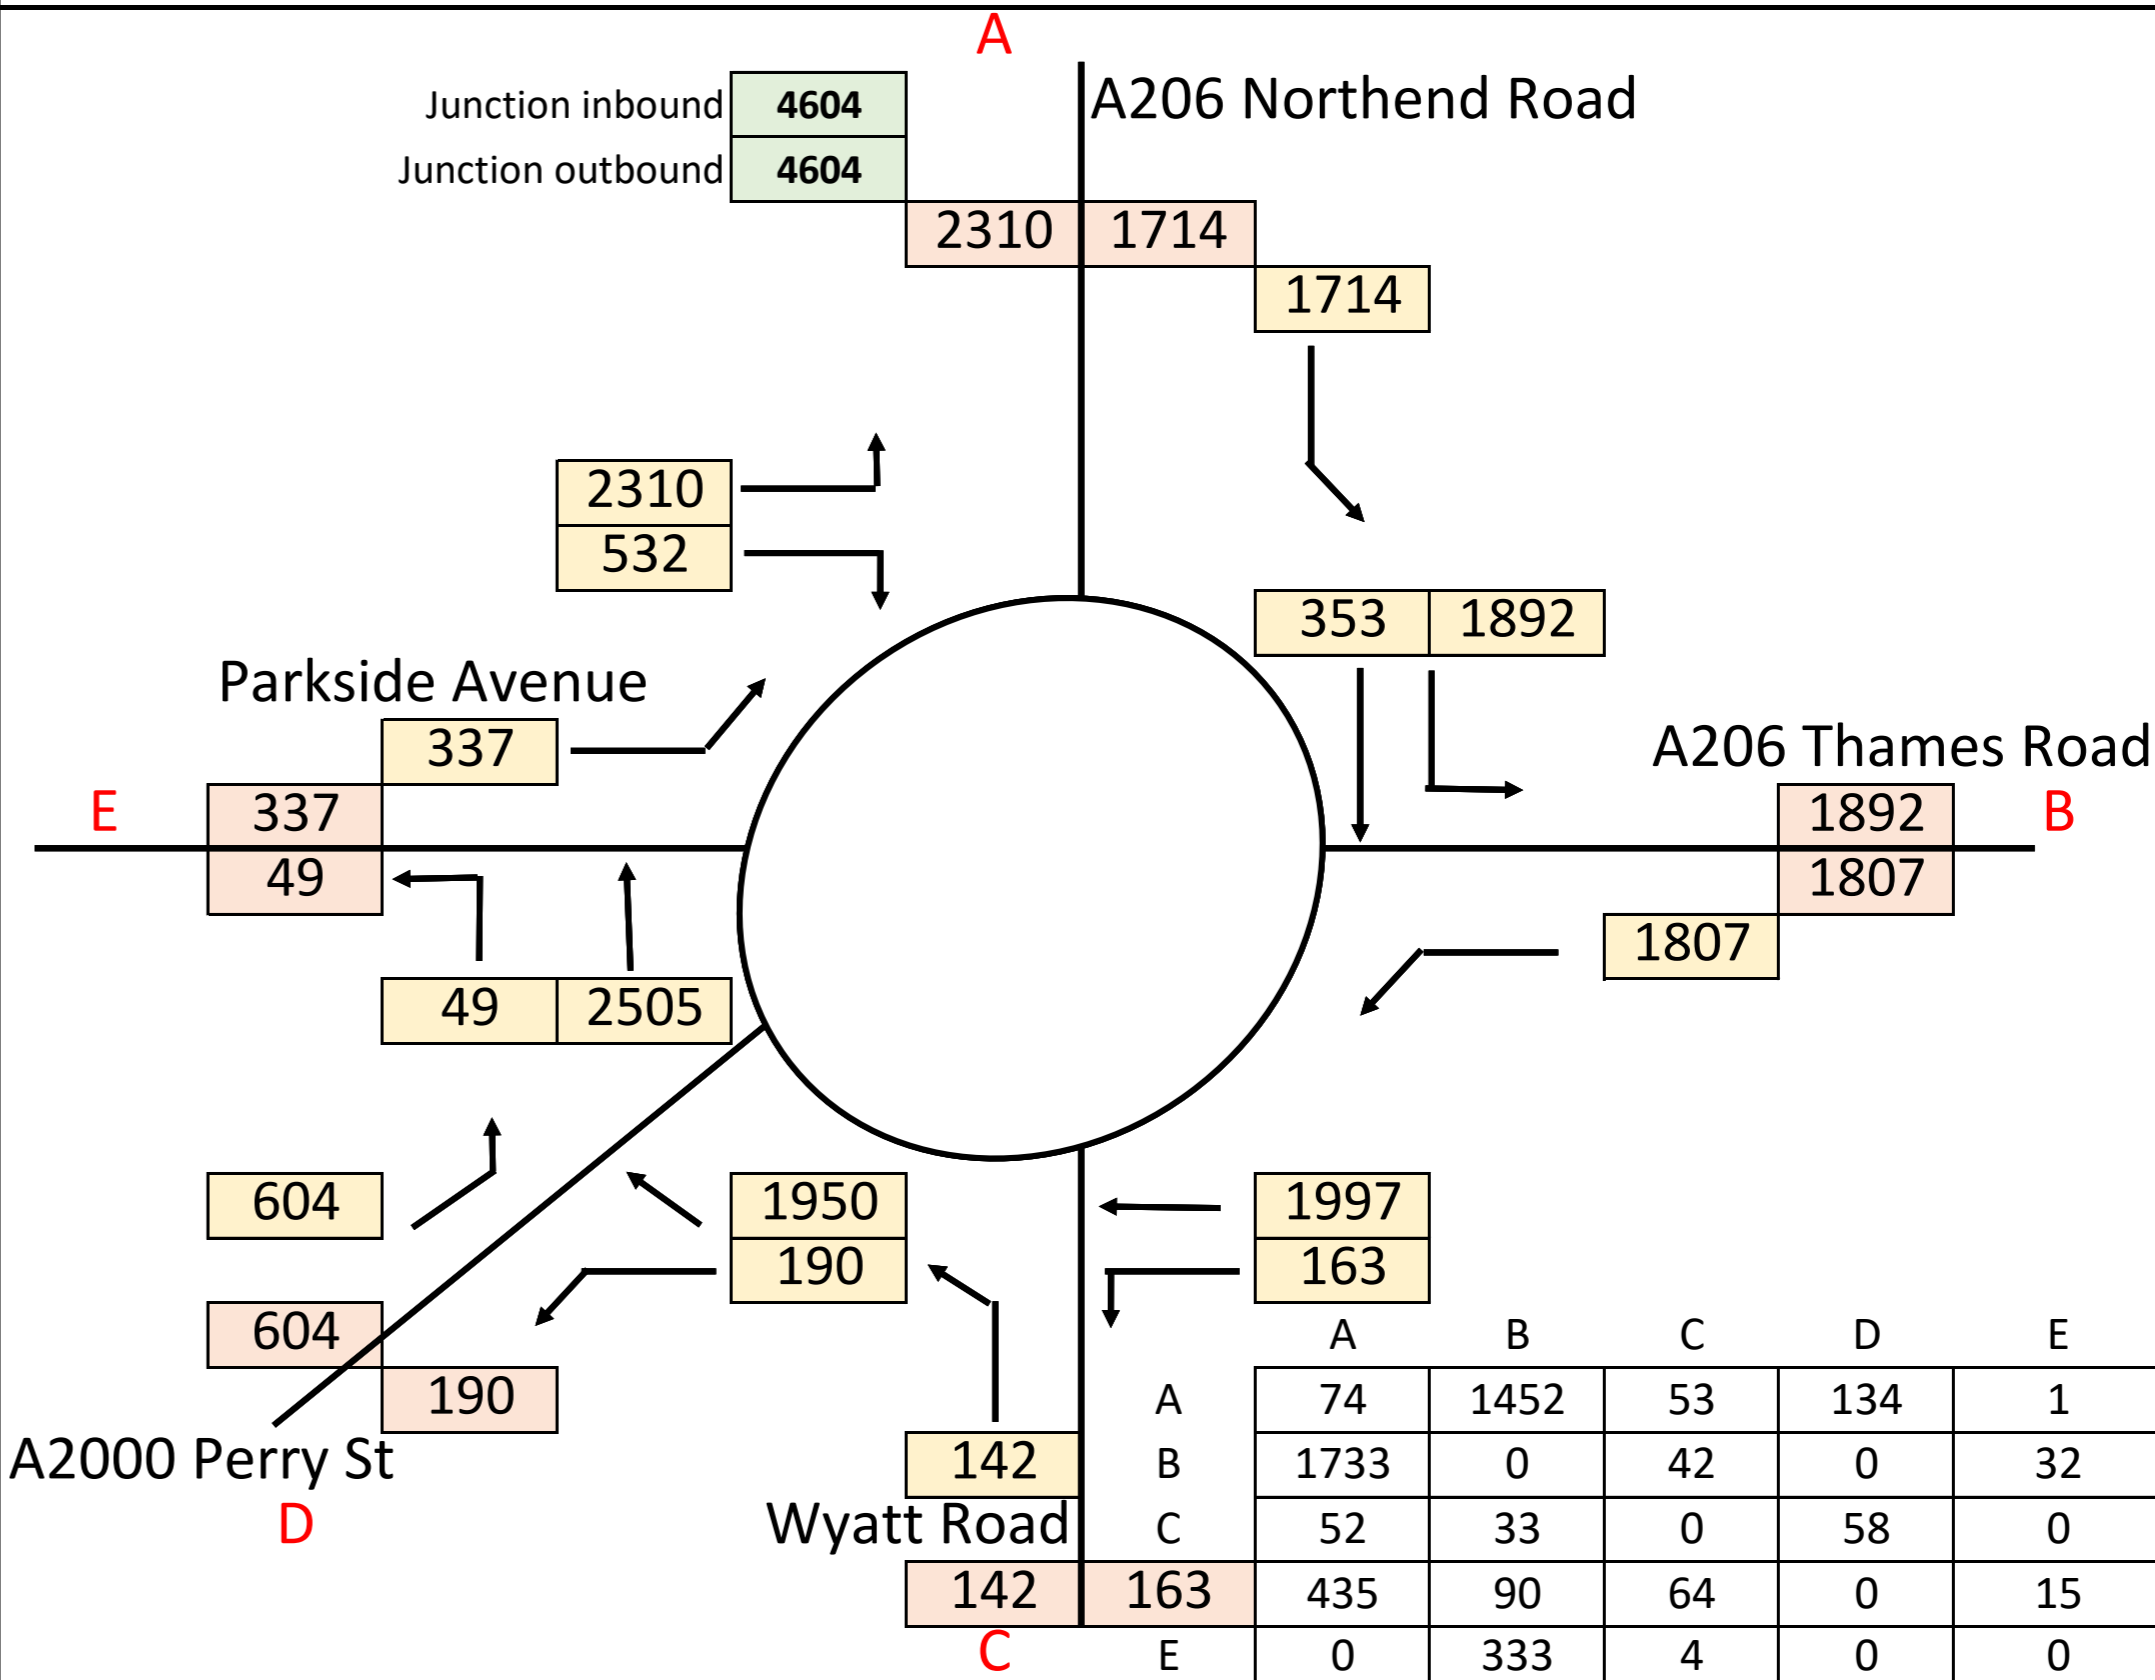 A
Junction inbound 4604
A206 Northend Road
Junction outbound 4604
2310 1714
1714
2310
532
353 1892
Parkside Avenue
337
A206 Thames Road
E 337
1892 B
49
1807
1807
49 2505
604
1950
1997
190
163
604
190
A2000 Perry St
D
142
Wyatt Road
142 163
C
A B C D E
A 74 1452 53 134 1
B 1733 0 42 0 32
C 52 33 0 58 0
435 90 64 0 15
E 0 333 4 0 0